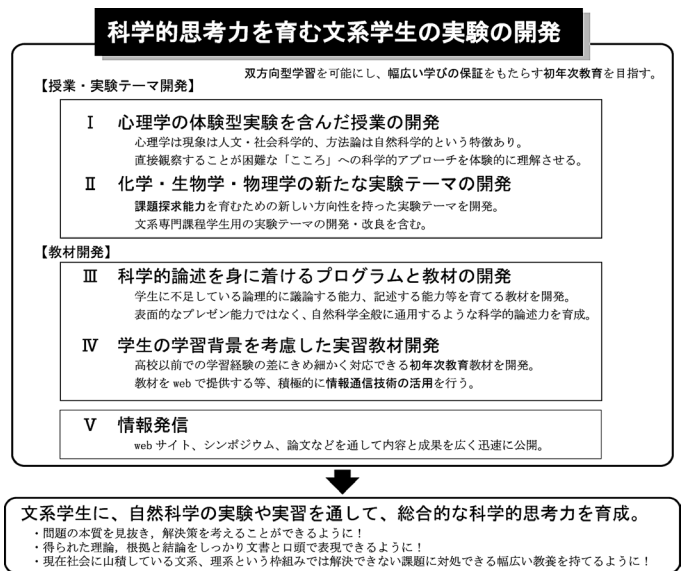 科学的思考力を育む文系学生の実験の開発
双方向型学習を可能にし、幅広い学びの保証をもたらす初年次教育を目指す。
【授業・実験テーマ開発】
Ⅰ 心理学の体験型実験を含んだ授業の開発
心理学は現象は人文・社会科学的、方法論は自然科学的という特徴あり。
直接観察することが困難な「こころ」への科学的アプローチを体験的に理解させる。
Ⅱ 化学・生物学・物理学の新たな実験テーマの開発
課題探求能力を育むための新しい方向性を持った実験テーマを開発。
文系専門課程学生用の実験テーマの開発・改良を含む。
【教材開発】
Ⅲ 科学的論述を身に着けるプログラムと教材の開発
学生に不足している論理的に議論する能力、記述する能力等を育てる教材を開発。
表面的なプレゼン能力ではなく、自然科学全般に通用するような科学的論述力を育成。
Ⅳ 学生の学習背景を考慮した実習教材開発
高校以前での学習経験の差にきめ細かく対応できる初年次教育教材を開発。
教材を web で提供する等、積極的に情報通信技術の活用を行う。
Ⅴ 情報発信
web サイト、シンポジウム、論文などを通して内容と成果を広く迅速に公開。
文系学生に、自然科学の実験や実習を通して、総合的な科学的思考力を育成。
・問題の本質を見抜き，解決策を考えることができるように！
・得られた理論，根拠と結論をしっかり文書と口頭で表現できるように！
・現在社会に山積している文系、理系という枠組みでは解決できない課題に対処できる幅広い教養を持てるように！